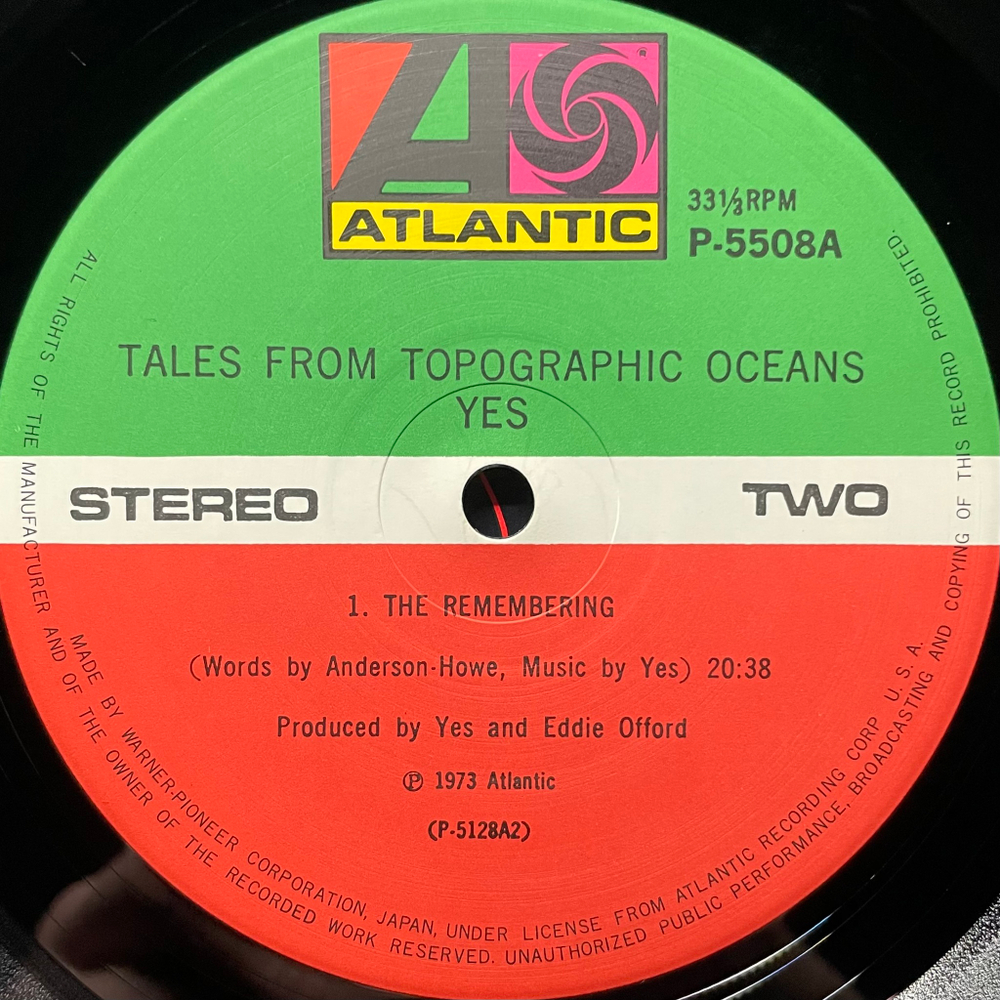 ATLANTIC
®
33⅓RPM
P-5508A
TALES FROM TOPOGRAPHIC OCEANS
YES
STEREO
TWO
1. THE REMEMBERING
(Words by Anderson-Howe, Music by Yes) 20:38
Produced by Yes and Eddie Offord
℗ 1973 Atlantic
(P-5128A2)
MADE BY WARNER-PIONEER CORPORATION, JAPAN, UNDER LICENSE FROM ATLANTIC RECORDING CORP U. S. A.
ALL RIGHTS OF THE MANUFACTURER AND OF THE OWNER OF THE RECORDED WORK RESERVED. UNAUTHORIZED PUBLIC PERFORMANCE, BROADCASTING AND COPYING OF THIS RECORD PROHIBITED.